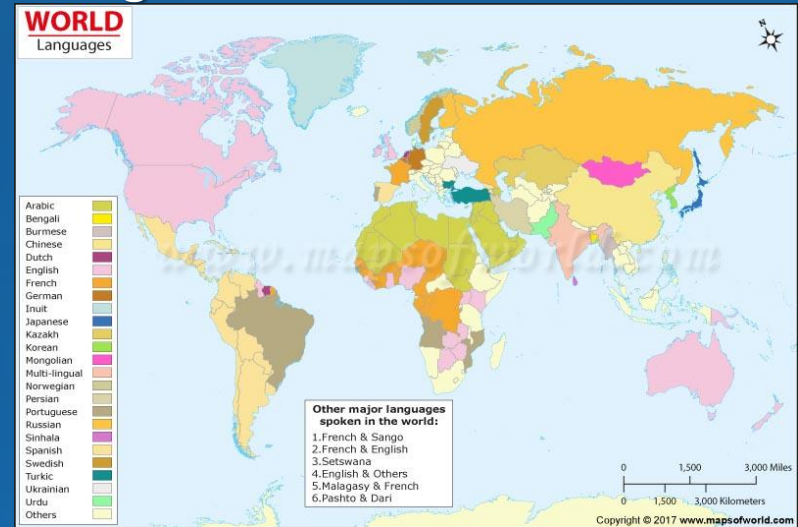 WORLD
Languages
N
Arabic
Bengali
Burmese
Chinese
Dutch
English
French
German
Inuit
Japanese
Kazakh
Korean
Mongolian
Multi-lingual
Norwegian
Persian
Portuguese
Russian
Sinhala
Spanish
Swedish
Turkic
Ukrainian
Urdu
Others
www.mapsofworld.com
Other major languages
spoken in the world:
1.French & Sango
2.French & English
3.Setswana
4.English & Others
5.Malagasy & French
6.Pashto & Dari
0 1,500 3,000 Miles
0 1,500 3,000 Kilometers
Copyright © 2017 www.mapsofworld.com